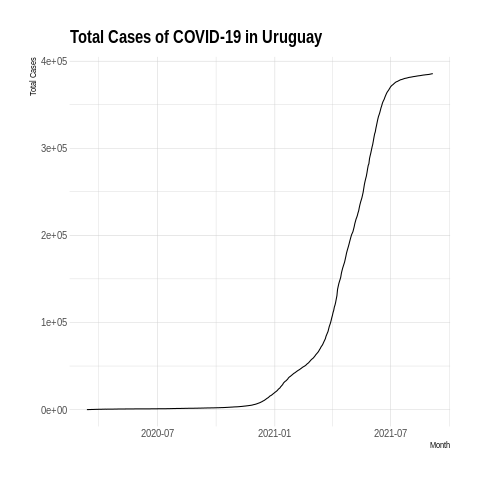 Total Cases of COVID-19 in Uruguay
Total Cases
4e+05
3e+05
2e+05
1e+05
0e+00
2020-07
2021-01
2021-07
Month